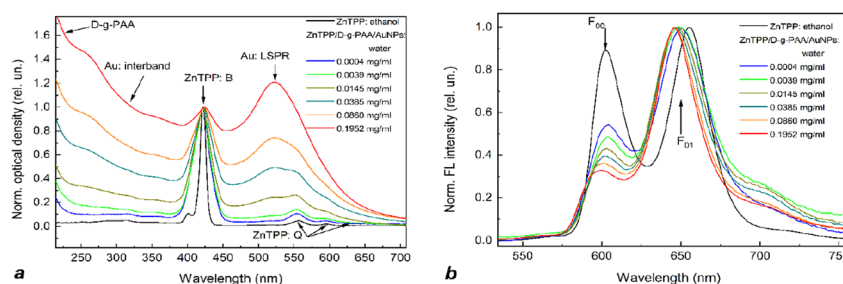 D-g-PAA
Au: interband
ZnTPP: B
Au: LSPR
ZnTPP: Q
ZnTPP: ethanol
ZnTPP/D-g-PAA/AuNPs:
water
0.0004 mg/ml
0.0039 mg/ml
0.0145 mg/ml
0.0385 mg/ml
0.0860 mg/ml
0.1952 mg/ml
Norm. optical density (rel. un.)
1.6
1.4
1.2
1.0
0.8
0.6
0.4
0.2
0.0
250 300 350 400 450 500 550 600 650 700
Wavelength (nm)
a
F00
F01
ZnTPP: ethanol
ZnTPP/D-g-PAA/AuNPs:
water
0.0004 mg/ml
0.0038 mg/ml
0.0145 mg/ml
0.0385 mg/ml
0.0860 mg/ml
0.1952 mg/ml
Norm. FL intensity (rel. un.)
1.0
0.8
0.6
0.4
0.2
0.0
550 600 650 700 75
Wavelength (nm)
b